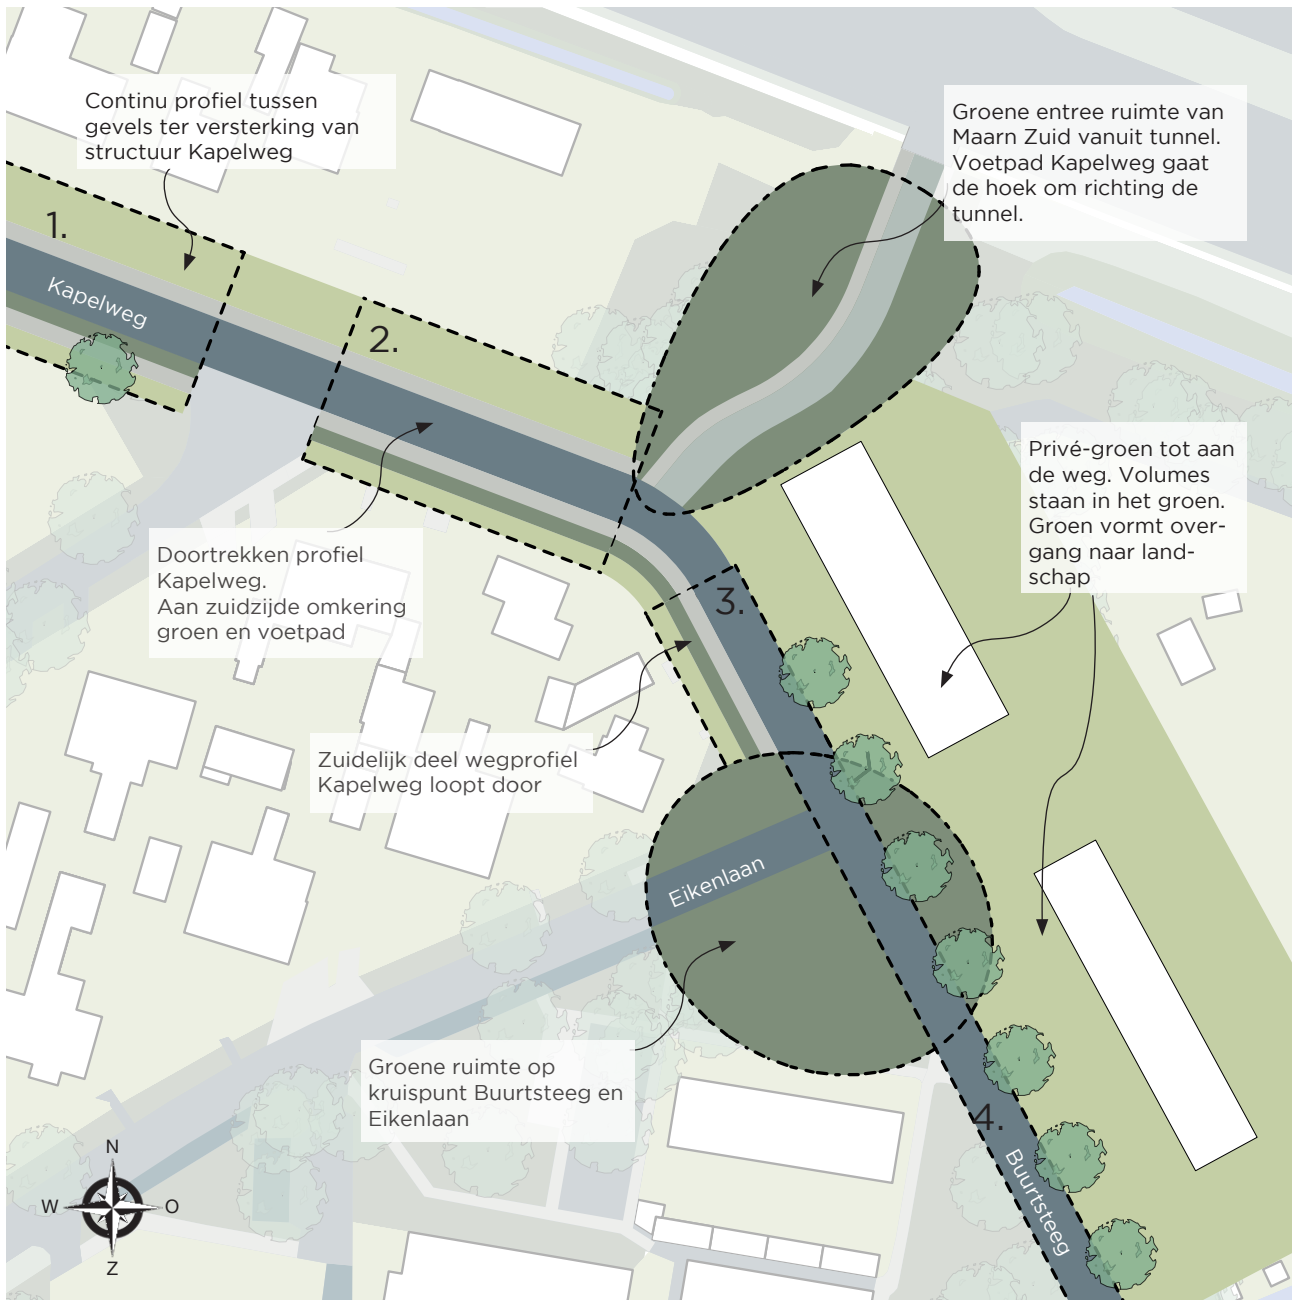 Continu profiel tussen
gevels ter versterking van
structuur Kapelweg
Groene entree ruimte van
Maarn Zuid vanuit tunnel.
Voetpad Kapelweg gaat
de hoek om richting de
tunnel.
1.
Kapelweg
2.
Privé-groen tot aan
de weg. Volumes
staan in het groen.
Groen vormt over-
gang naar land-
schap
Doortrekken profiel
Kapelweg.
Aan zuidzijde omkering
groen en voetpad
3.
Zuidelijk deel wegprofiel
Kapelweg loopt door
Eikenlaan
Groene ruimte op
kruispunt Buurtsteeg en
Eikenlaan
4.
Buurtsteeg
N
W
O
Z